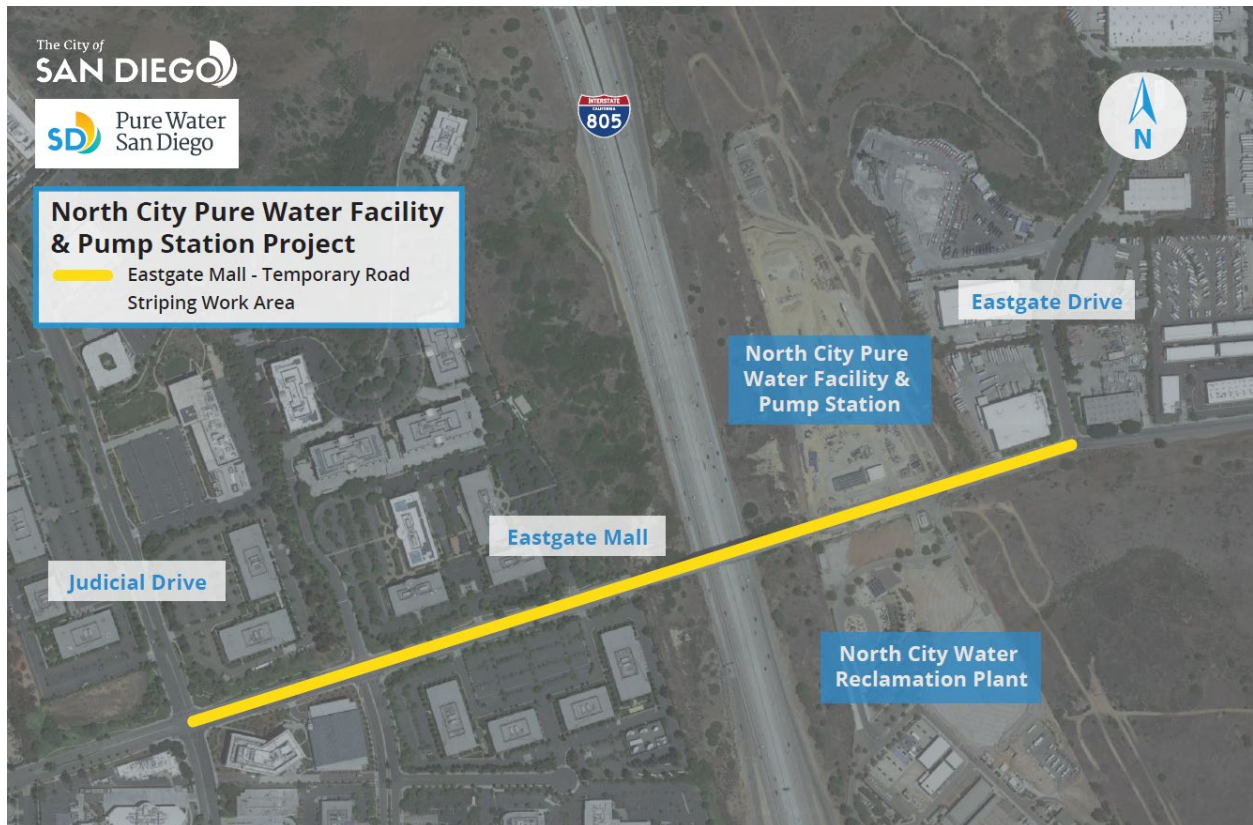 The City of
SAN DIEGO
SD
Pure Water
San Diego
North City Pure Water Facility
& Pump Station Project
Eastgate Mall - Temporary Road
Striping Work Area
INTERSTATE
CALIFORNIA
805
N
Eastgate Drive
North City Pure
Water Facility &
Pump Station
Eastgate Mall
Judicial Drive
North City Water
Reclamation Plant